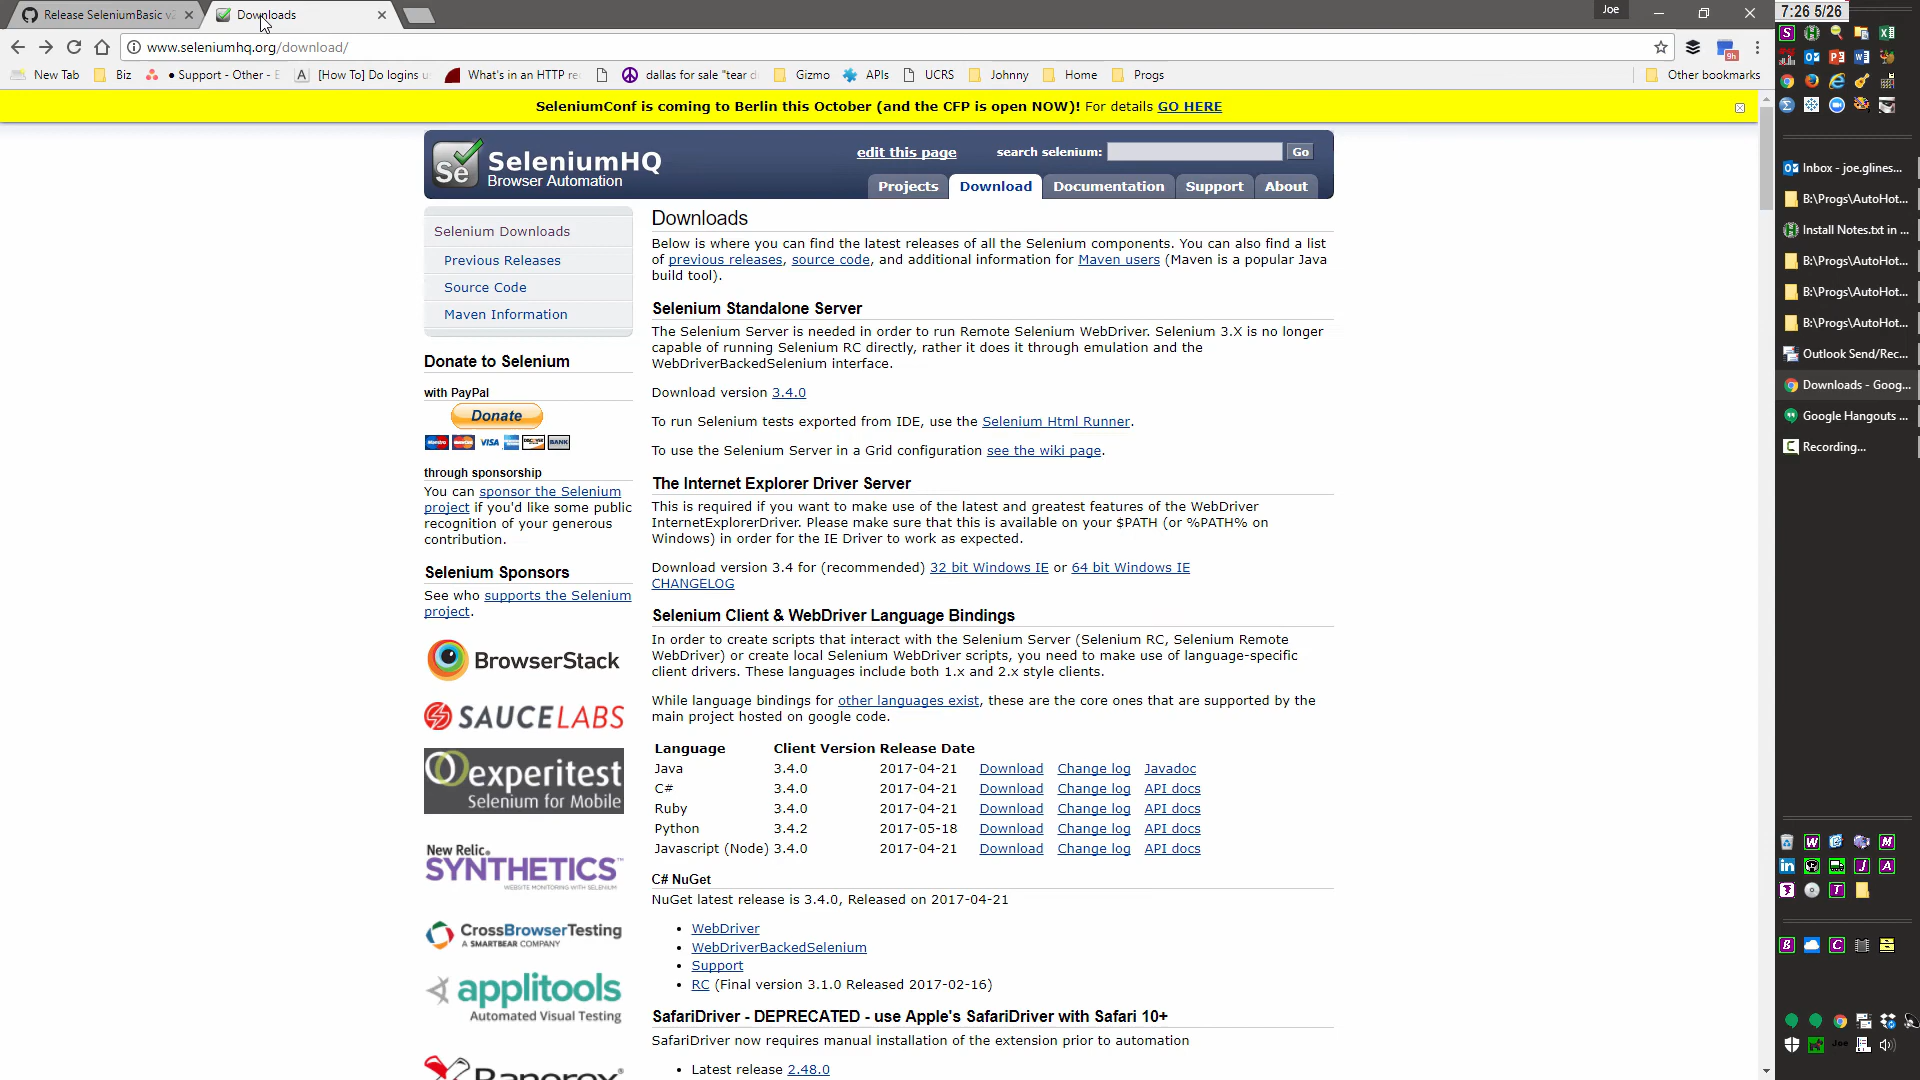 Release SeleniumBasic v2
Downloads
Joe
7:26 5/26
www.seleniumhq.org/download/
New Tab
Biz
• Support - Other - E
[How To] Do logins u
What's in an HTTP re
dallas for sale "tear d
Gizmo
APIs
UCRS
Johnny
Home
Progs
Other bookmarks
9h
SeleniumConf is coming to Berlin this October (and the CFP is open NOW)! For details GO HERE
Se
SeleniumHQ
Browser Automation
edit this page
search selenium:
Go
Projects
Download
Documentation
Support
About
Selenium Downloads
Previous Releases
Source Code
Maven Information
Donate to Selenium
with PayPal
Donate
VISA
BANK
through sponsorship
You can sponsor the Selenium
project if you'd like some public
recognition of your generous
contribution.
Selenium Sponsors
See who supports the Selenium
project.
BrowserStack
SAUCELABS
experitest
Selenium for Mobile
New Relic.
SYNTHETICS™
WEBSITE MONITORING WITH SELENIUM
CrossBrowserTesting
A SMARTBEAR COMPANY
applitools
Automated Visual Testing
Ranorex
Downloads
Below is where you can find the latest releases of all the Selenium components. You can also find a list
of previous releases, source code, and additional information for Maven users (Maven is a popular Java
build tool).
Selenium Standalone Server
The Selenium Server is needed in order to run Remote Selenium WebDriver. Selenium 3.X is no longer
capable of running Selenium RC directly, rather it does it through emulation and the
WebDriverBackedSelenium interface.
Download version 3.4.0
To run Selenium tests exported from IDE, use the Selenium Html Runner.
To use the Selenium Server in a Grid configuration see the wiki page.
The Internet Explorer Driver Server
This is required if you want to make use of the latest and greatest features of the WebDriver
InternetExplorerDriver. Please make sure that this is available on your $PATH (or %PATH% on
Windows) in order for the IE Driver to work as expected.
Download version 3.4 for (recommended) 32 bit Windows IE or 64 bit Windows IE
CHANGELOG
Selenium Client & WebDriver Language Bindings
In order to create scripts that interact with the Selenium Server (Selenium RC, Selenium Remote
WebDriver) or create local Selenium WebDriver scripts, you need to make use of language-specific
client drivers. These languages include both 1.x and 2.x style clients.
While language bindings for other languages exist, these are the core ones that are supported by the
main project hosted on google code.
Language Client Version Release Date
Java 3.4.0 2017-04-21 Download Change log Javadoc
C# 3.4.0 2017-04-21 Download Change log API docs
Ruby 3.4.0 2017-04-21 Download Change log API docs
Python 3.4.2 2017-05-18 Download Change log API docs
Javascript (Node) 3.4.0 2017-04-21 Download Change log API docs
C# NuGet
NuGet latest release is 3.4.0, Released on 2017-04-21
• WebDriver
• WebDriverBackedSelenium
• Support
• RC (Final version 3.1.0 Released 2017-02-16)
SafariDriver - DEPRECATED - use Apple's SafariDriver with Safari 10+
SafariDriver now requires manual installation of the extension prior to automation
• Latest release 2.48.0
Inbox - joe.glines...
B:\Progs\AutoHot...
Install Notes.txt in ...
B:\Progs\AutoHot...
B:\Progs\AutoHot...
B:\Progs\AutoHot...
Outlook Send/Rec...
Downloads - Goog...
Google Hangouts ...
Recording...
Joe